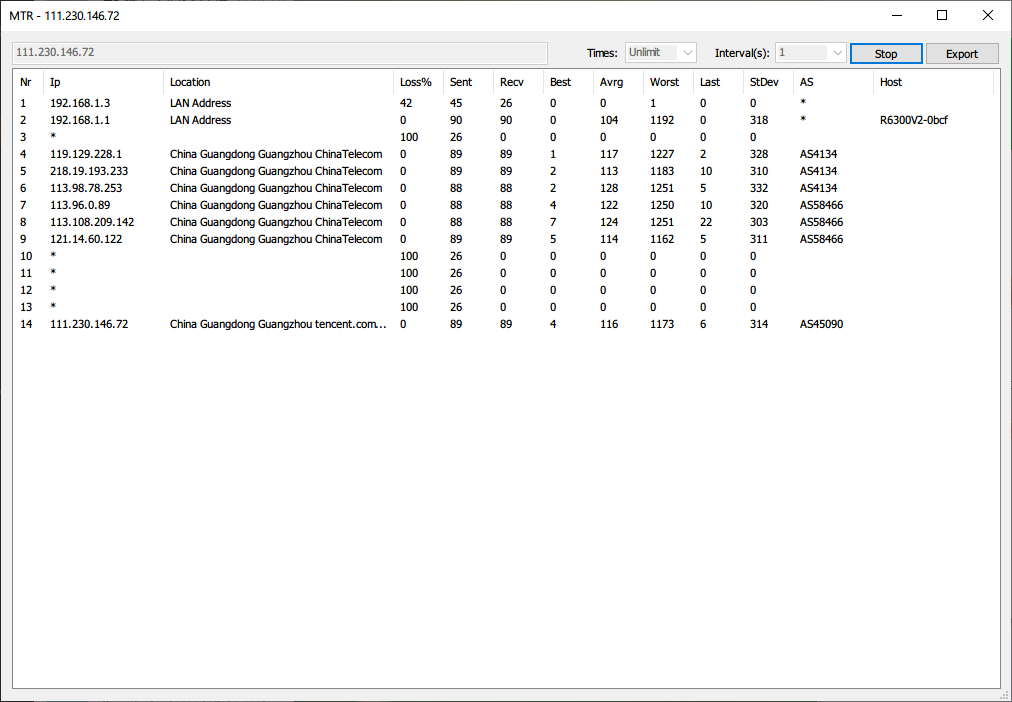 MTR - 111.230.146.72
111.230.146.72 Times: Unlimit Interval(s): 1 Stop Export
Nr Ip Location Loss% Sent Recv Best Avrg Worst Last StDev AS Host
1 192.168.1.3 LAN Address 42 45 26 0 0 1 0 0 *
2 192.168.1.1 LAN Address 0 90 90 0 104 1192 0 318 * R6300V2-0bcf
3 * 100 26 0 0 0 0 0 0
4 119.129.228.1 China Guangdong Guangzhou ChinaTelecom 0 89 89 1 117 1227 2 328 AS4134
5 218.19.193.233 China Guangdong Guangzhou ChinaTelecom 0 89 89 2 113 1183 10 310 AS4134
6 113.98.78.253 China Guangdong Guangzhou ChinaTelecom 0 88 88 2 128 1251 5 332 AS4134
7 113.96.0.89 China Guangdong Guangzhou ChinaTelecom 0 88 88 4 122 1250 10 320 AS58466
8 113.108.209.142 China Guangdong Guangzhou ChinaTelecom 0 88 88 7 124 1251 22 303 AS58466
9 121.14.60.122 China Guangdong Guangzhou ChinaTelecom 0 89 89 5 114 1162 5 311 AS58466
10 * 100 26 0 0 0 0 0 0
11 * 100 26 0 0 0 0 0 0
12 * 100 26 0 0 0 0 0 0
13 * 100 26 0 0 0 0 0 0
14 111.230.146.72 China Guangdong Guangzhou tencent.com... 0 89 89 4 116 1173 6 314 AS45090